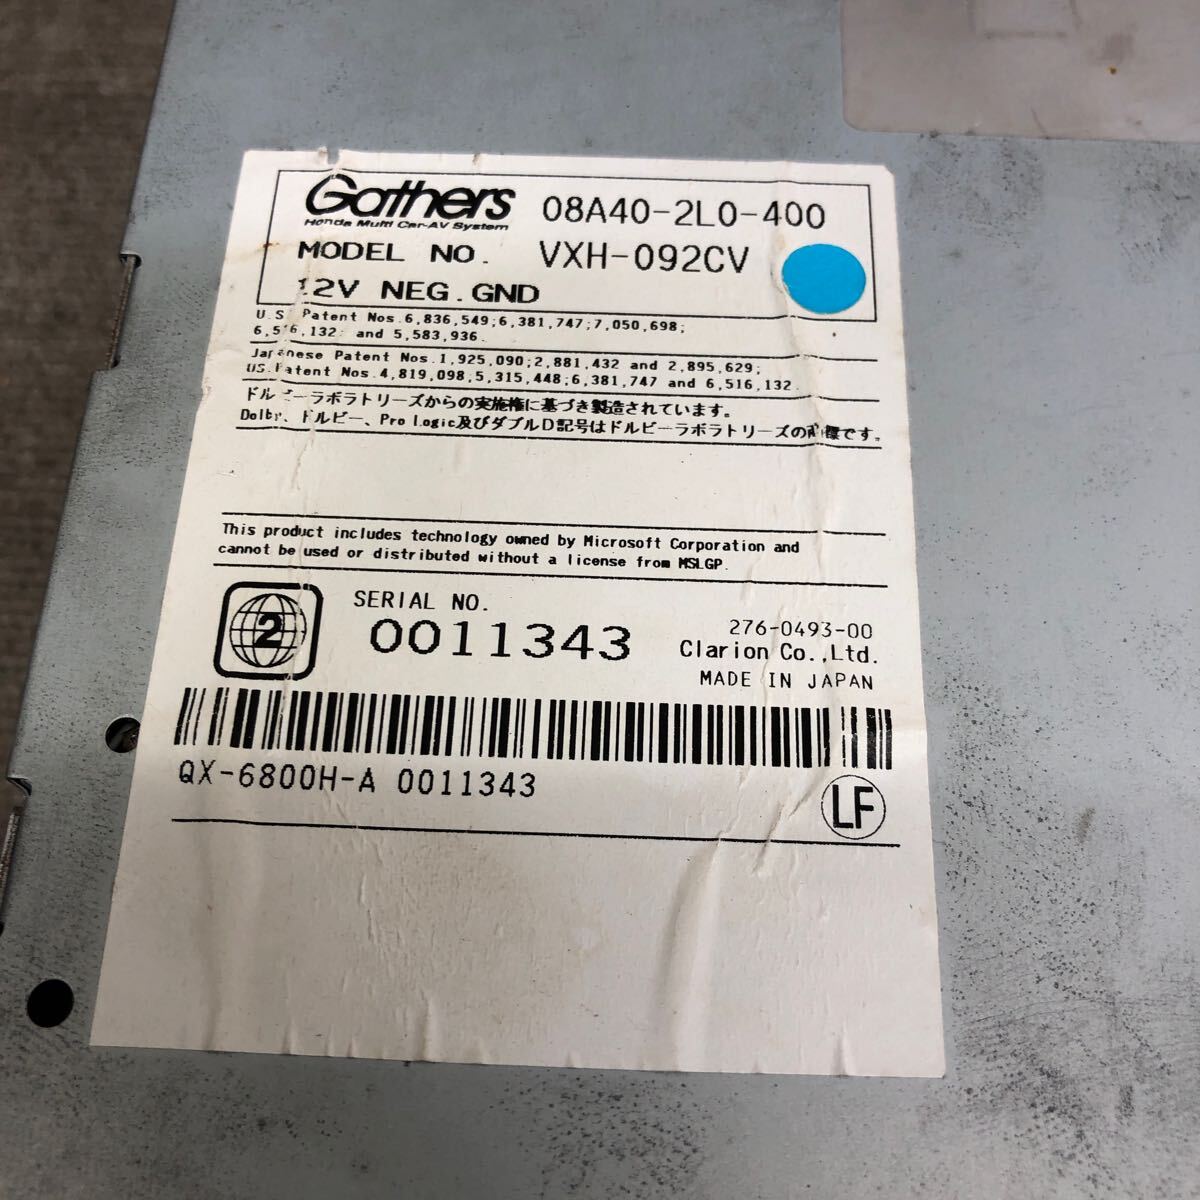 Gathers 08A40-2L0-400
Honda Multi Car-AV System
MODEL NO. VXH-092CV
12V NEG.GND
U.S. Patent Nos.6,836,549;6,381,747;7,050,698;
6,516,132; and 5,583,936.
Japanese Patent Nos.1,925,090;2,881,432 and 2,895,629;
US.Patent Nos.4,819,098;5,315,448;6,381,747 and 6,516,132.
ドルビーラボラトリーズからの実施権に基づき製造されています。
Dolby、ドルビー、Pro Logic及びダブルD記号はドルビーラボラトリーズの商標です。
This product includes technology owned by Microsoft Corporation and
cannot be used or distributed without a license from MSLGP.
2
SERIAL NO.
0011343
276-0493-00
Clarion Co.,Ltd.
MADE IN JAPAN
QX-6800H-A 0011343
LF